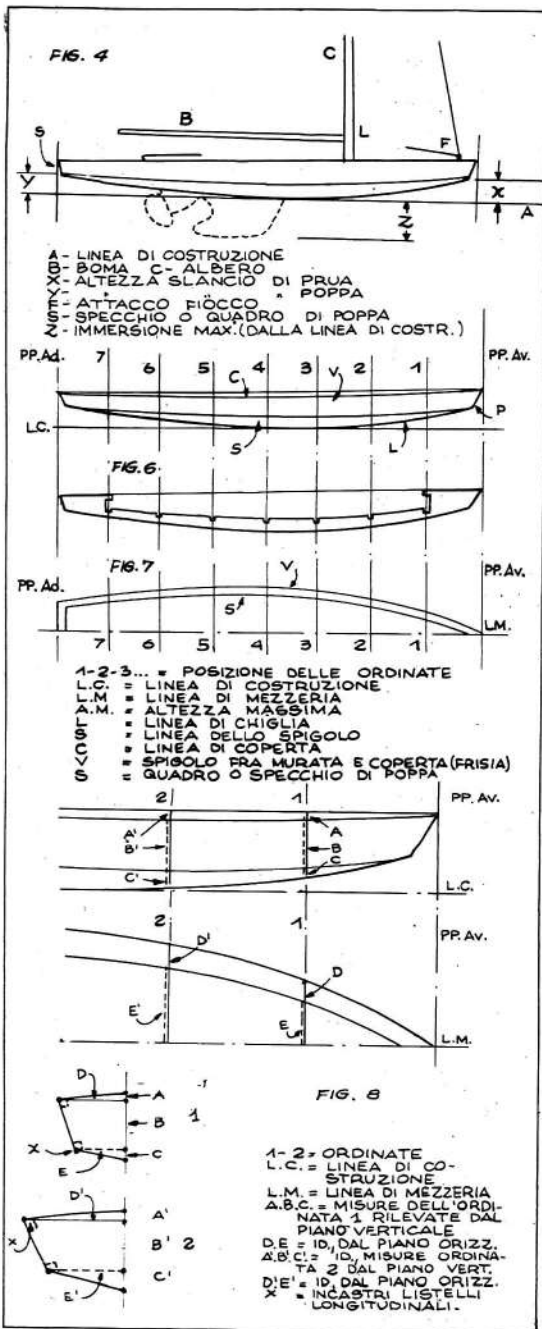 FIG. 4
C
B
L
S
F
Y
X
A
Z
A- LINEA DI COSTRUZIONE
B- BOMA C- ALBERO
X- ALTEZZA SLANCIO DI PRUA
Y- " " " POPPA
F- ATTACCO FIOCCO
S- SPECCHIO O QUADRO DI POPPA
Z- IMMERSIONE MAX. (DALLA LINEA DI COSTR.)
PP. Ad. 7 6 5 4 3 2 1 PP. Av.
C V
P
L.C.
S L
FIG. 6
FIG. 7
PP. Ad. V PP. Av.
S
L.M.
7 6 5 4 3 2 1
1-2-3... = POSIZIONE DELLE ORDINATE
L.C. = LINEA DI COSTRUZIONE
L.M = LINEA DI MEZZERIA
A.M. = ALTEZZA MASSIMA
L = LINEA DI CHIGLIA
S = LINEA DELLO SPIGOLO
C = LINEA DI COPERTA
V = SPIGOLO FRA MURATA E COPERTA (FRISIA)
S = QUADRO O SPECCHIO DI POPPA
2 1 PP. Av.
A' A
B' B
C' C
L.C.
2 1 PP. Av.
D' D
E' E
L.M.
FIG. 8
D A
B 1
X C
E
D' A'
X B' 2
C'
E'
1-2= ORDINATE
L.C.= LINEA DI CO-
STRUZIONE
L.M.= LINEA DI MEZZERIA
A.B.C.= MISURE DELL'ORDI-
NATA 1 RILEVATE DAL
PIANO VERTICALE
D.E = ID., DAL PIANO ORIZZ.
A'.B'.C'.= ID., MISURE ORDINA-
TA 2 DAL PIANO VERT.
D'.E'= ID, DAL PIANO ORIZZ.
X = INCASTRI LISTELLI
LONGITUDINALI.